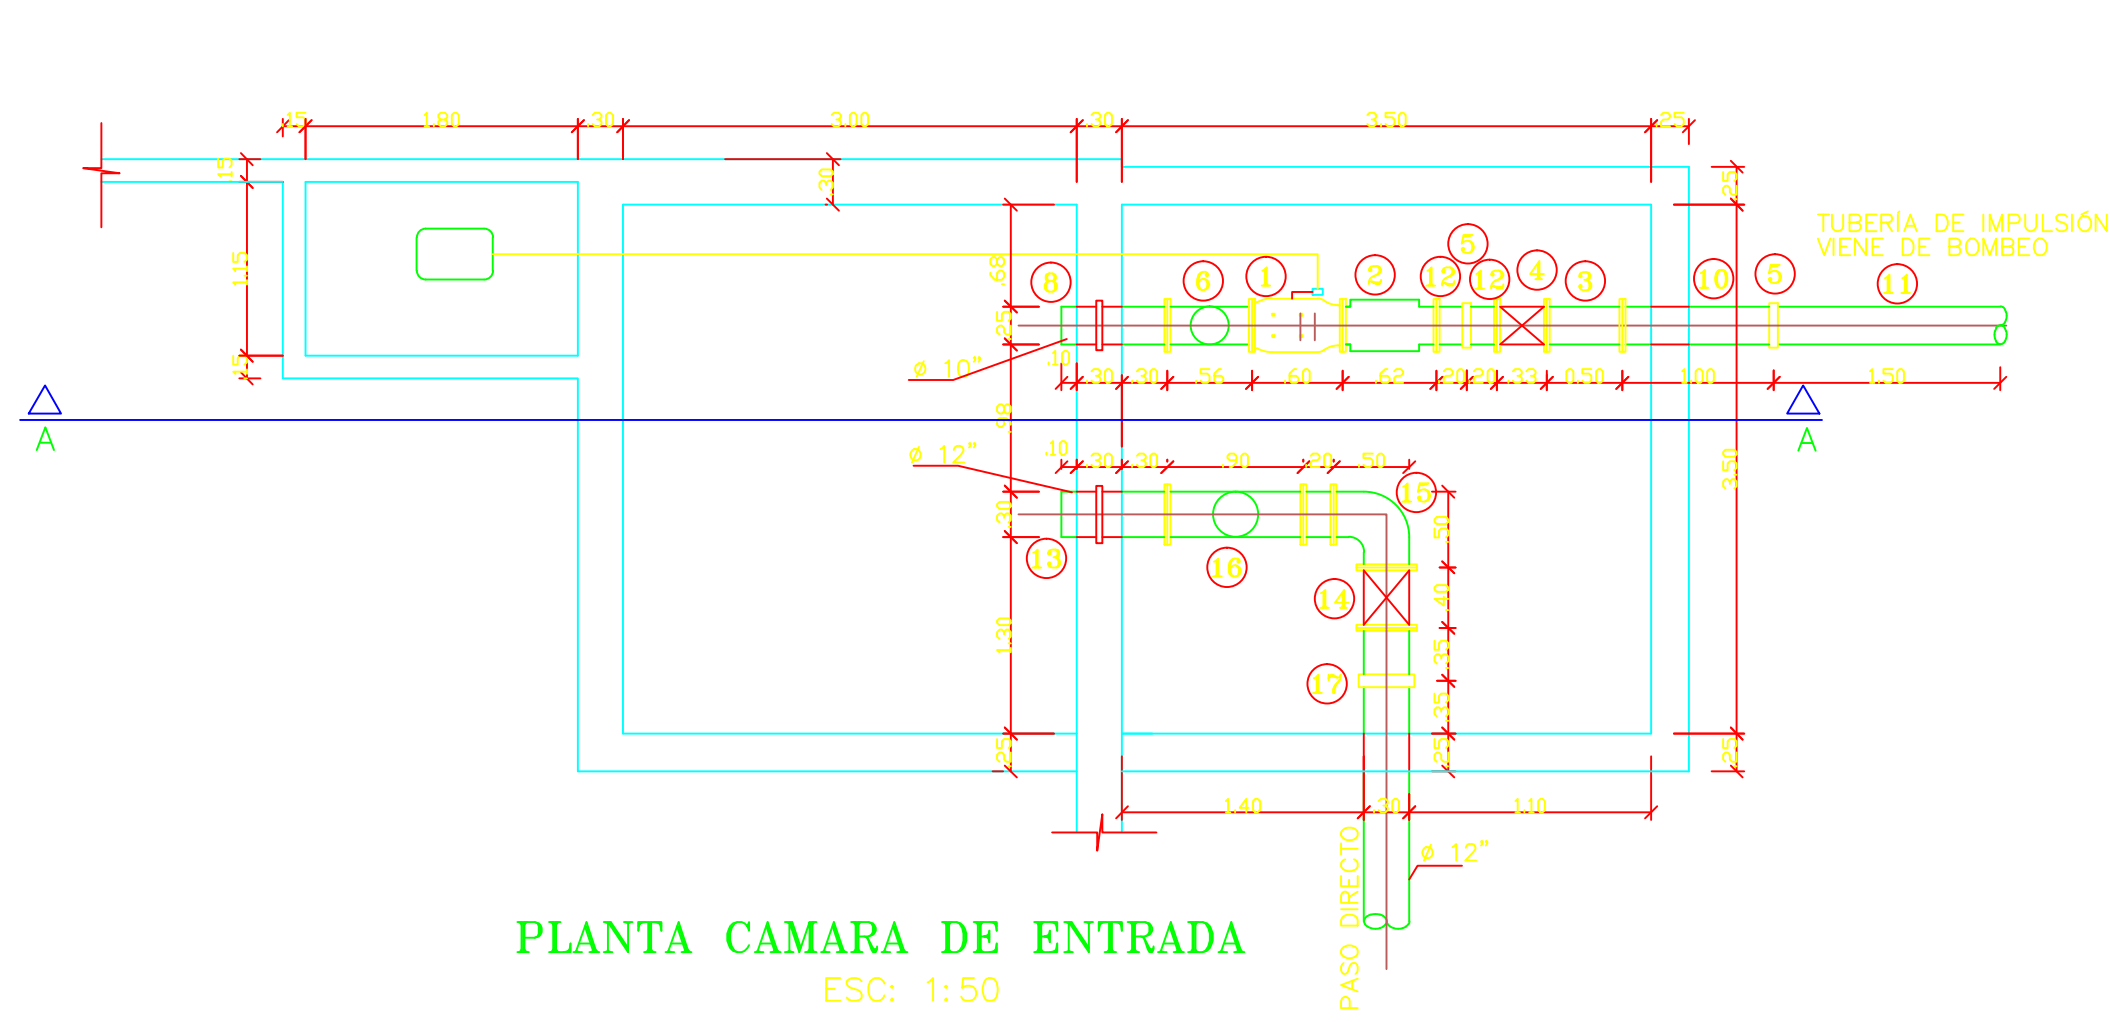 .15 1.80 .30 3.00 .30 3.50 .25
.15
.30
.25
TUBERÍA DE IMPULSIÓN
VIENE DE BOMBEO
1.15
.68
8 6 1 2 12 5 12 4 3 10 5 11
.25
.15
ø 10"
.10 .30 .30 .56 .60 .62 .20 .20 .33 0.50 1.00 1.50
A A
.98
ø 12"
.10 .30 .30 .90 .20 .50
3.50
15
.30
.50
13 16
14
.40
1.30
.35
17
.35
.25 .25 .25
1.40 .30 1.10
PASO DIRECTO
ø 12"
PLANTA CAMARA DE ENTRADA
ESC: 1:50